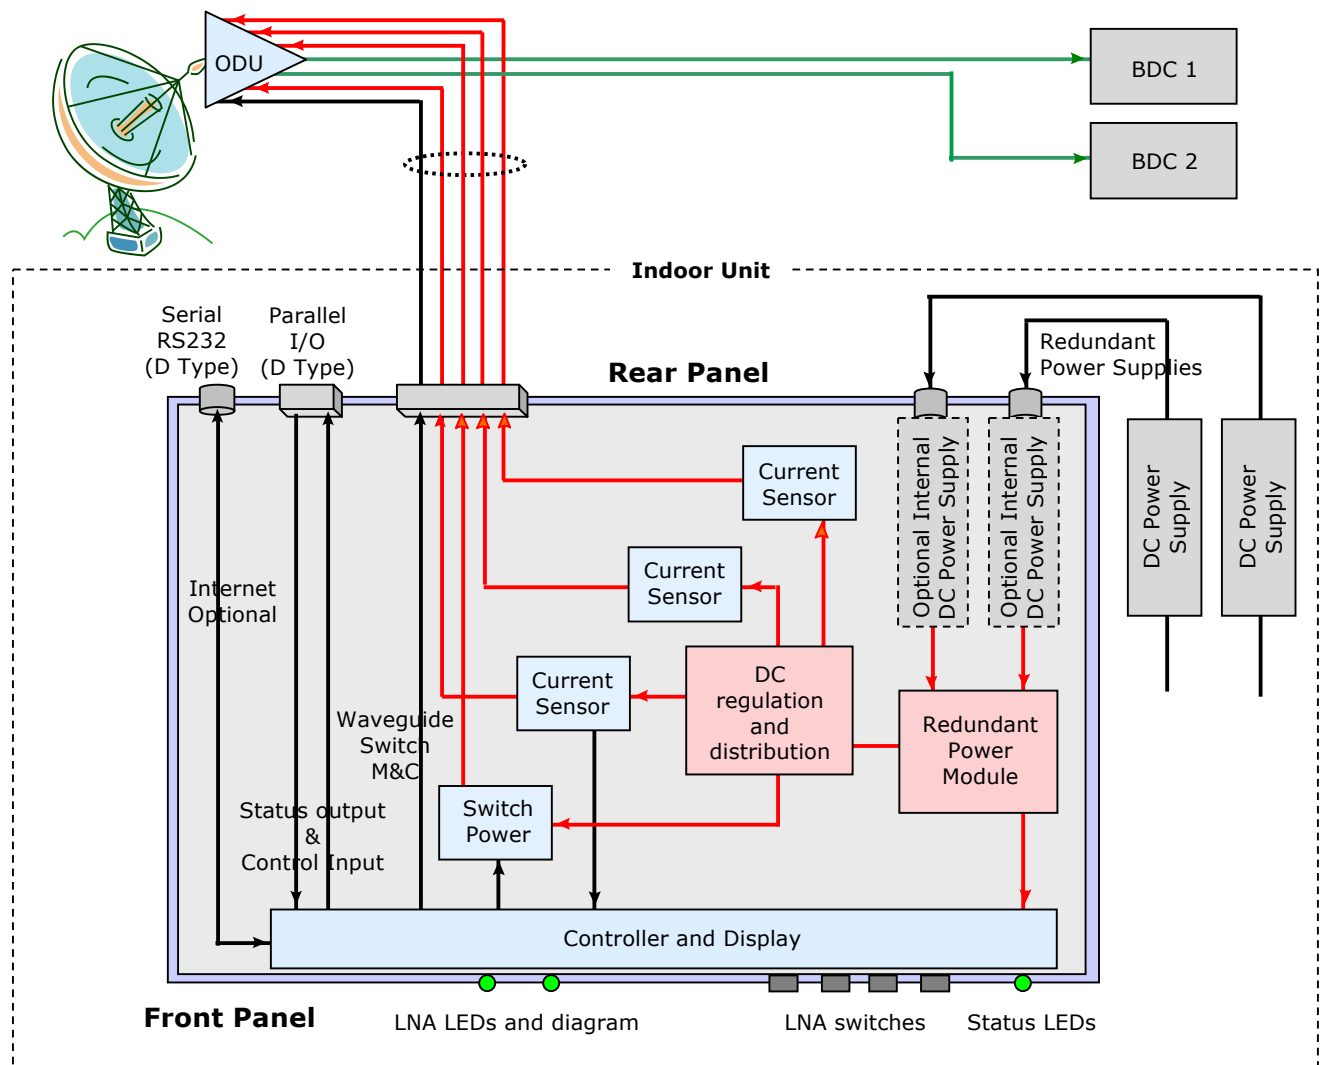 ODU
BDC 1
BDC 2
Indoor Unit
Serial
RS232
(D Type)
Parallel
I/O
(D Type)
Rear Panel
Redundant
Power Supplies
Optional Internal
DC Power Supply
Optional Internal
DC Power Supply
DC Power
Supply
DC Power
Supply
Current
Sensor
Current
Sensor
Internet
Optional
Current
Sensor
DC
regulation
and
distribution
Redundant
Power
Module
Waveguide
Switch
M&C
Status output
&
Control Input
Switch
Power
Controller and Display
Front Panel
LNA LEDs and diagram
LNA switches
Status LEDs